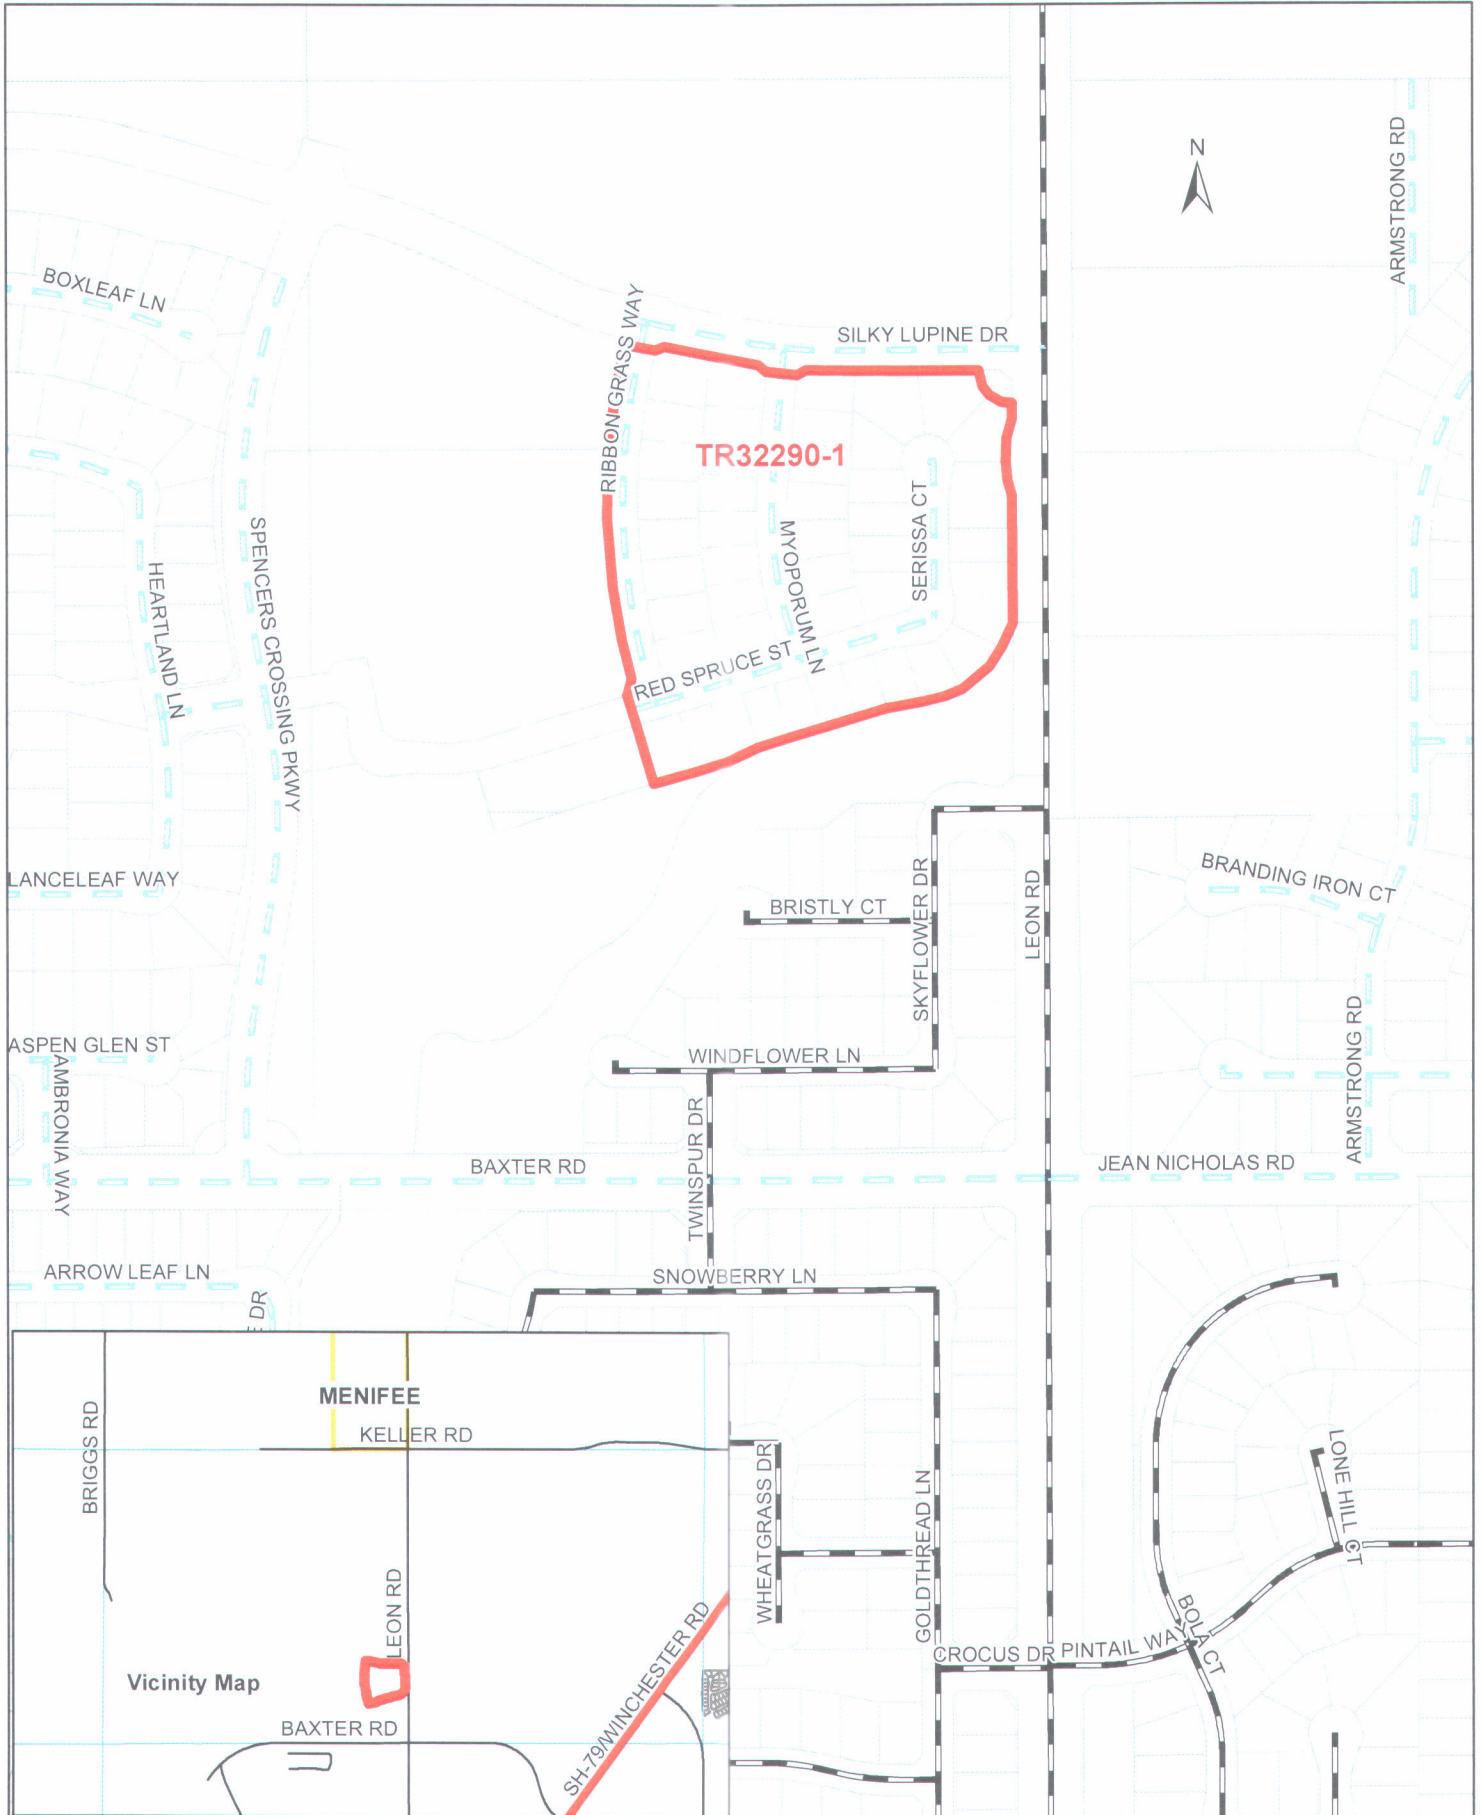 N
ARMSTRONG RD
BOXLEAF LN
RIBBON GRASS WAY
SILKY LUPINE DR
TR32290-1
SERISSA CT
MYOPORUM LN
RED SPRUCE ST
HEARTLAND LN
SPENCERS CROSSING PKWY
LANCELEAF WAY
BRISTLY CT
SKYFLOWER DR
LEON RD
BRANDING IRON CT
ASPEN GLEN ST
AMBRONIA WAY
WINDFLOWER LN
TWINSPUR DR
ARMSTRONG RD
BAXTER RD
JEAN NICHOLAS RD
ARROW LEAF LN
SNOWBERRY LN
DR
MENIFEE
KELLER RD
BRIGGS RD
LEON RD
Vicinity Map
BAXTER RD
SH-79/WINCHESTER RD
WHEATGRASS DR
GOLDTHREAD LN
LONE HILL CT
CROCUS DR
PINTAIL WAY
BOLA CT